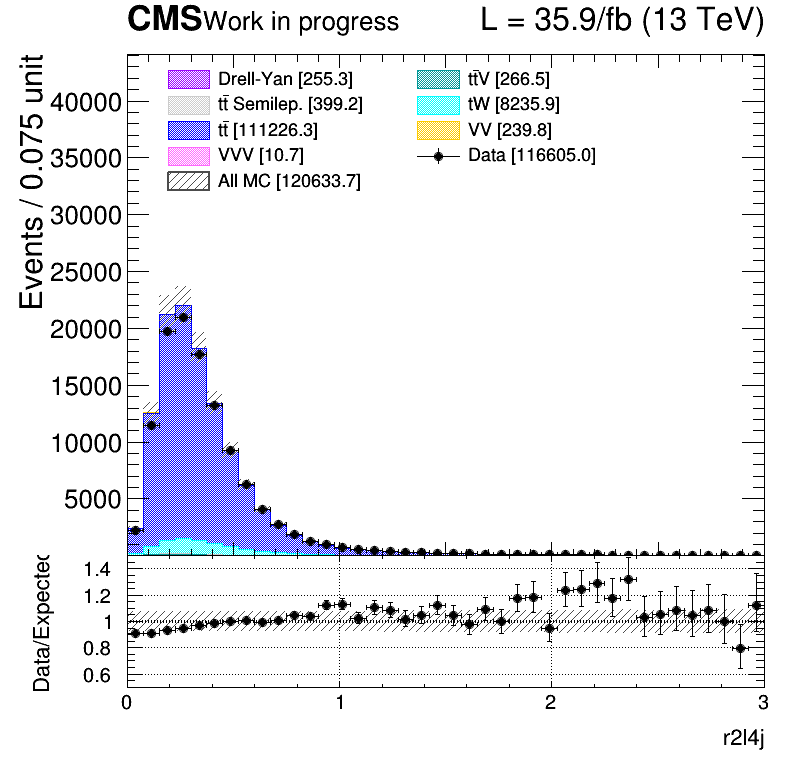 CMS Work in progress L = 35.9/fb (13 TeV)
Events / 0.075 unit
40000
35000
30000
25000
20000
15000
10000
5000
Drell-Yan [255.3]
tt̄ Semilep. [399.2]
tt̄ [111226.3]
VVV [10.7]
All MC [120633.7]
tt̄V [266.5]
tW [8235.9]
VV [239.8]
Data [116605.0]
Data/Expected
1.4
1.2
1
0.8
0.6
0 1 2 3
r2l4j